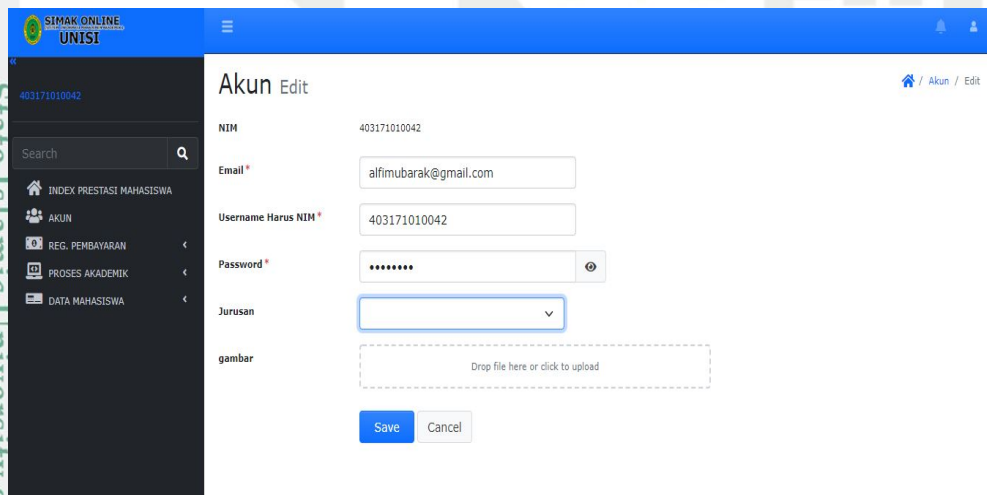 SIMAK ONLINE
UNISI
403171010042
Search
INDEX PRESTASI MAHASISWA
AKUN
REG. PEMBAYARAN
PROSES AKADEMIK
DATA MAHASISWA
Akun Edit
/ Akun / Edit
NIM 403171010042
Email * alfimubarak@gmail.com
Username Harus NIM * 403171010042
Password * ••••••••
Jurusan
gambar Drop file here or click to upload
Save Cancel